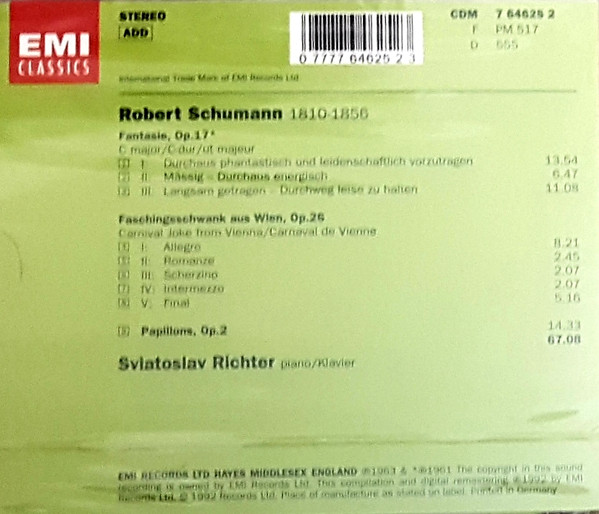 EMI
CLASSICS
STEREO
ADD
CDM 7 64625 2
F PM 517
D 555
0 7777 64625 2 3
International Trade Mark of EMI Records Ltd.
Robert Schumann 1810-1856
Fantasie, Op.17*
C major/C-dur/ut majeur
1 I: Durchaus phantastisch und leidenschaftlich vorzutragen 13.54
2 II: Mässig – Durchaus energisch 6.47
3 III: Langsam getragen – Durchweg leise zu halten 11.08
Faschingsschwank aus Wien, Op.26
Carnival Joke from Vienna/Carnaval de Vienne
4 I: Allegro 8.21
5 II: Romanze 2.45
6 III: Scherzino 2.07
7 IV: Intermezzo 2.07
8 V: Final 5.16
9 Papillons, Op.2 14.33
67.08
Sviatoslav Richter piano/Klavier
EMI RECORDS LTD HAYES MIDDLESEX ENGLAND ℗1963 & *℗1961 The copyright in this sound
recording is owned by EMI Records Ltd. This compilation and digital remastering ℗1992 by EMI
Records Ltd. © 1992 Records Ltd. Place of manufacture as stated on label. Printed in Germany